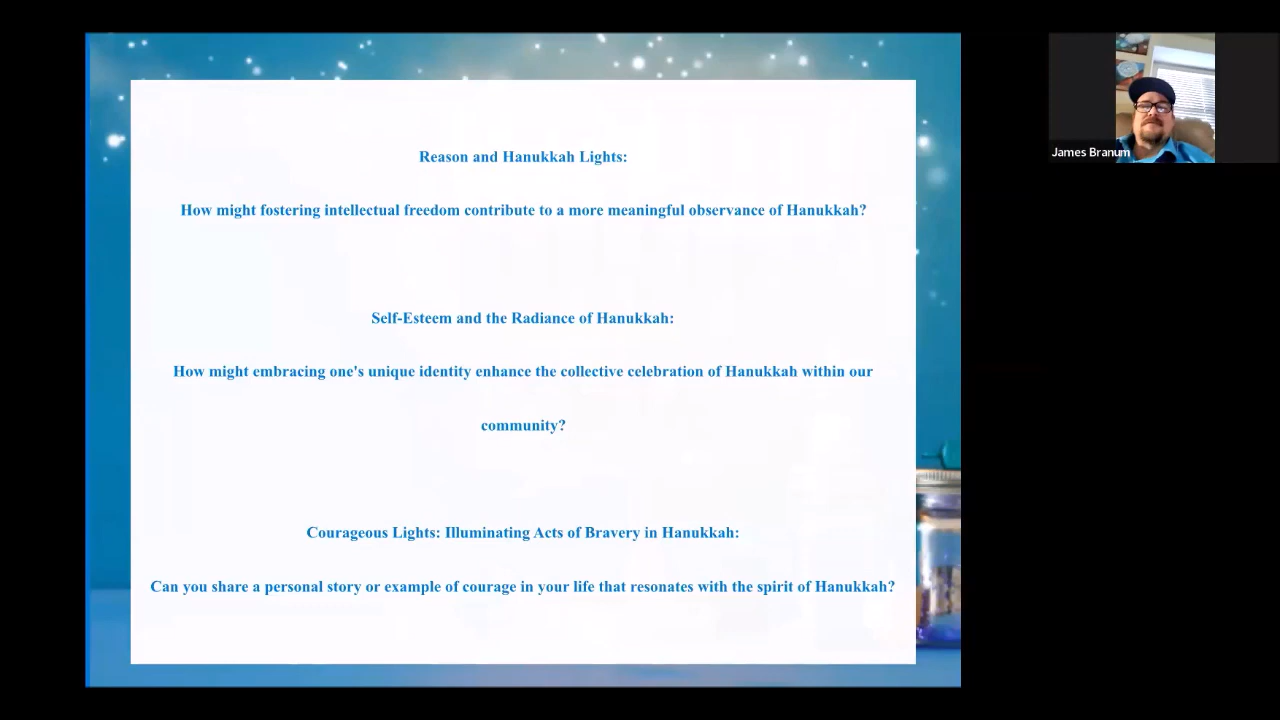 Reason and Hanukkah Lights:
How might fostering intellectual freedom contribute to a more meaningful observance of Hanukkah?
Self-Esteem and the Radiance of Hanukkah:
How might embracing one's unique identity enhance the collective celebration of Hanukkah within our
community?
Courageous Lights: Illuminating Acts of Bravery in Hanukkah:
Can you share a personal story or example of courage in your life that resonates with the spirit of Hanukkah?
James Branum